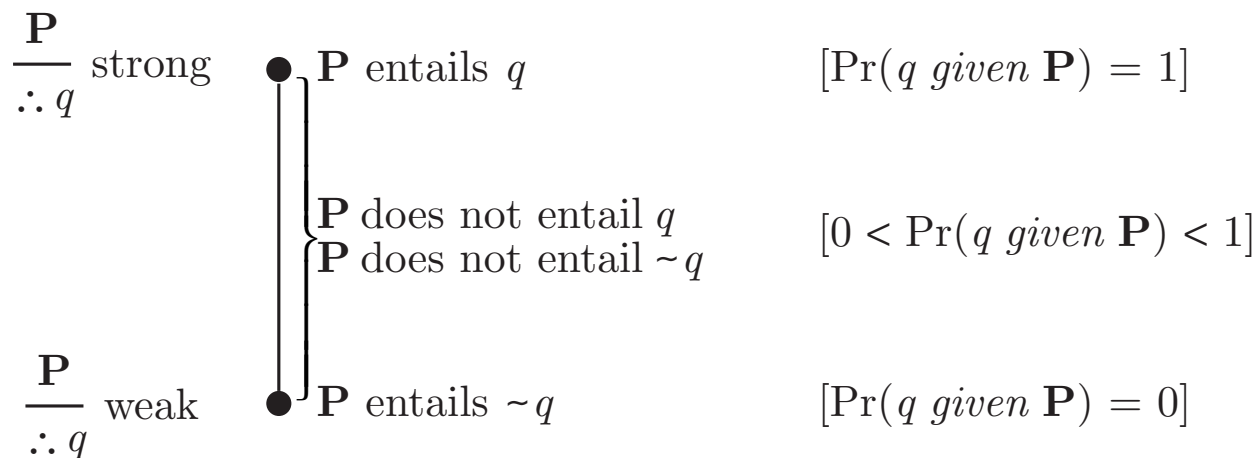 P
∴ q strong P entails q [Pr(q given P) = 1]
P does not entail q
P does not entail ~q [0 < Pr(q given P) < 1]
P
∴ q weak P entails ~q [Pr(q given P) = 0]